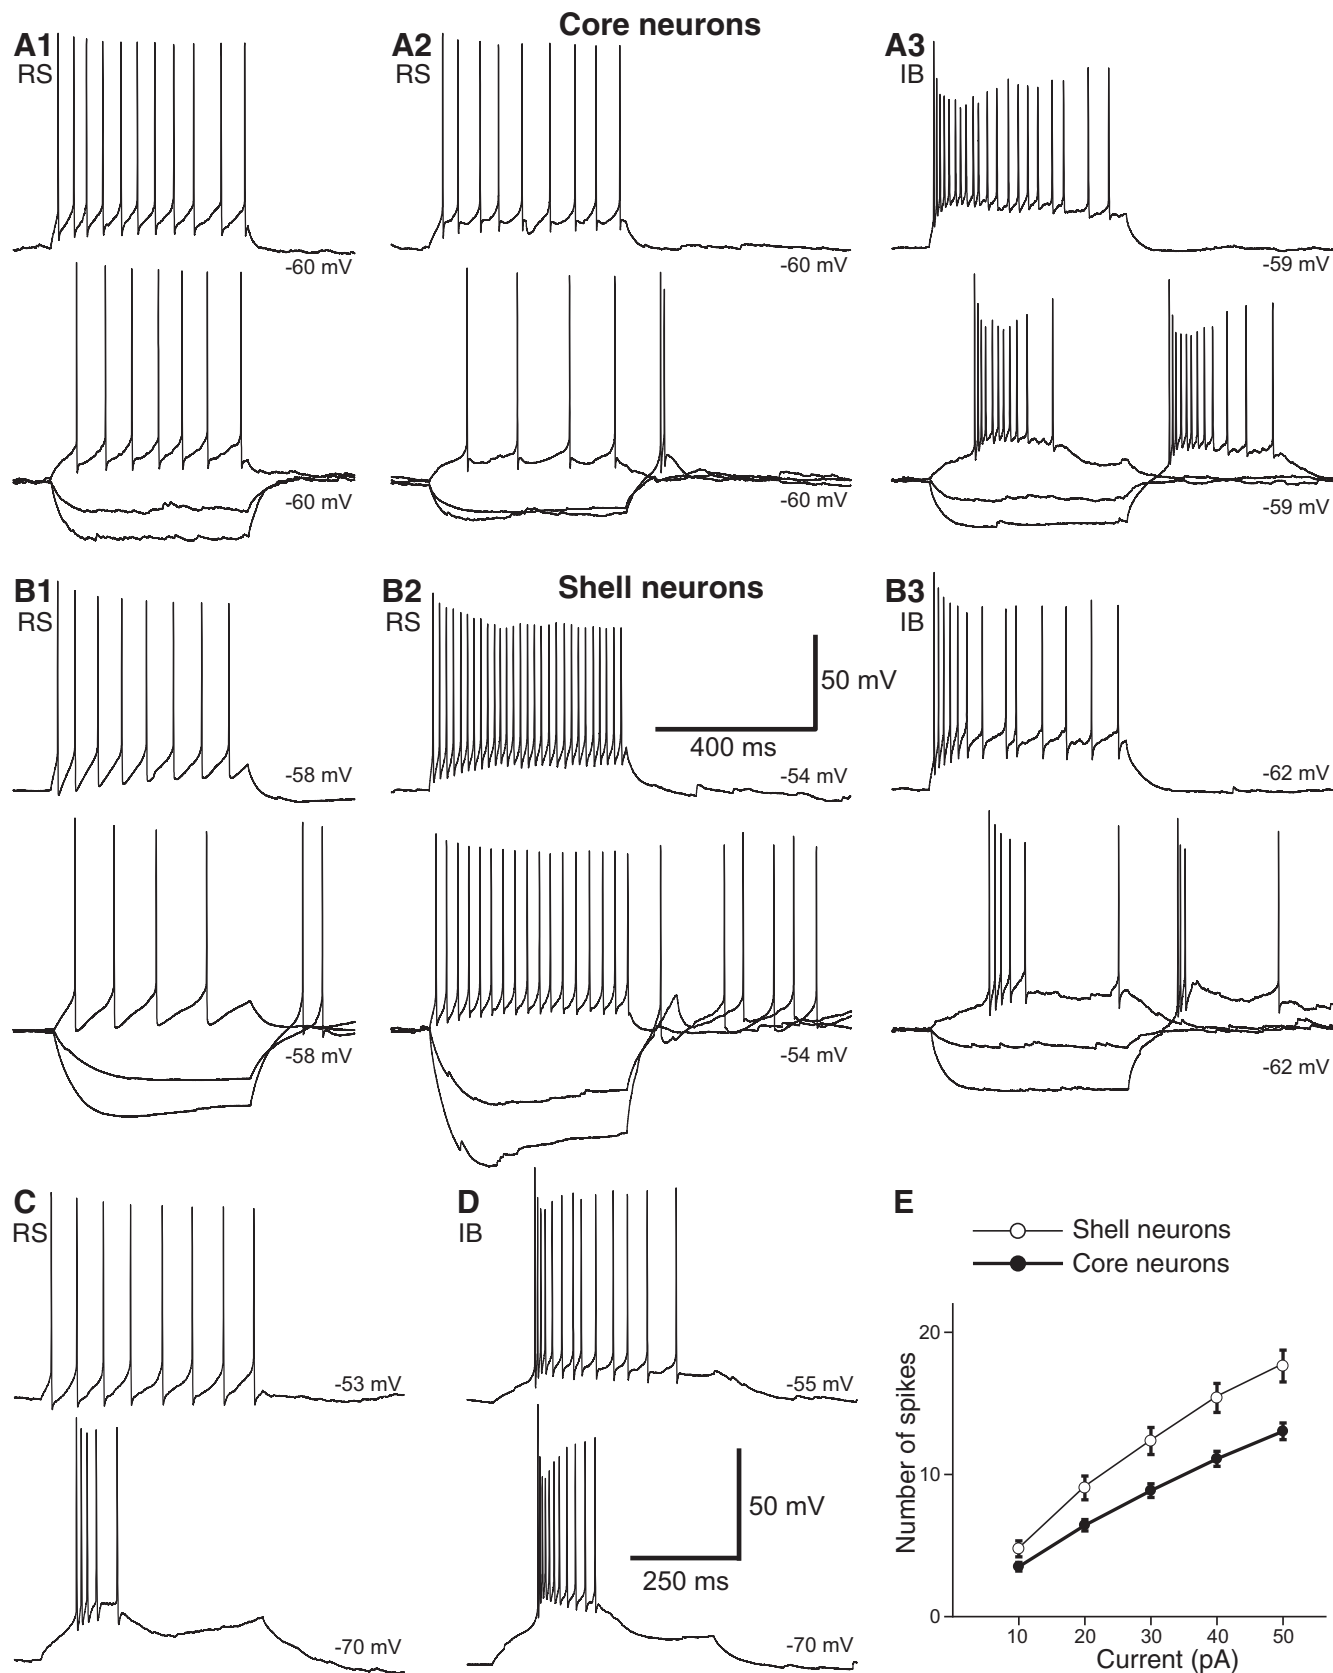 Core neurons
A1
RS
-60 mV
-60 mV
A2
RS
-60 mV
-60 mV
A3
IB
-59 mV
-59 mV
Shell neurons
B1
RS
-58 mV
-58 mV
B2
RS
50 mV
400 ms
-54 mV
-54 mV
B3
IB
-62 mV
-62 mV
C
RS
-53 mV
-70 mV
D
IB
-55 mV
50 mV
250 ms
-70 mV
E
Shell neurons
Core neurons
Number of spikes
20
10
0
10 20 30 40 50
Current (pA)